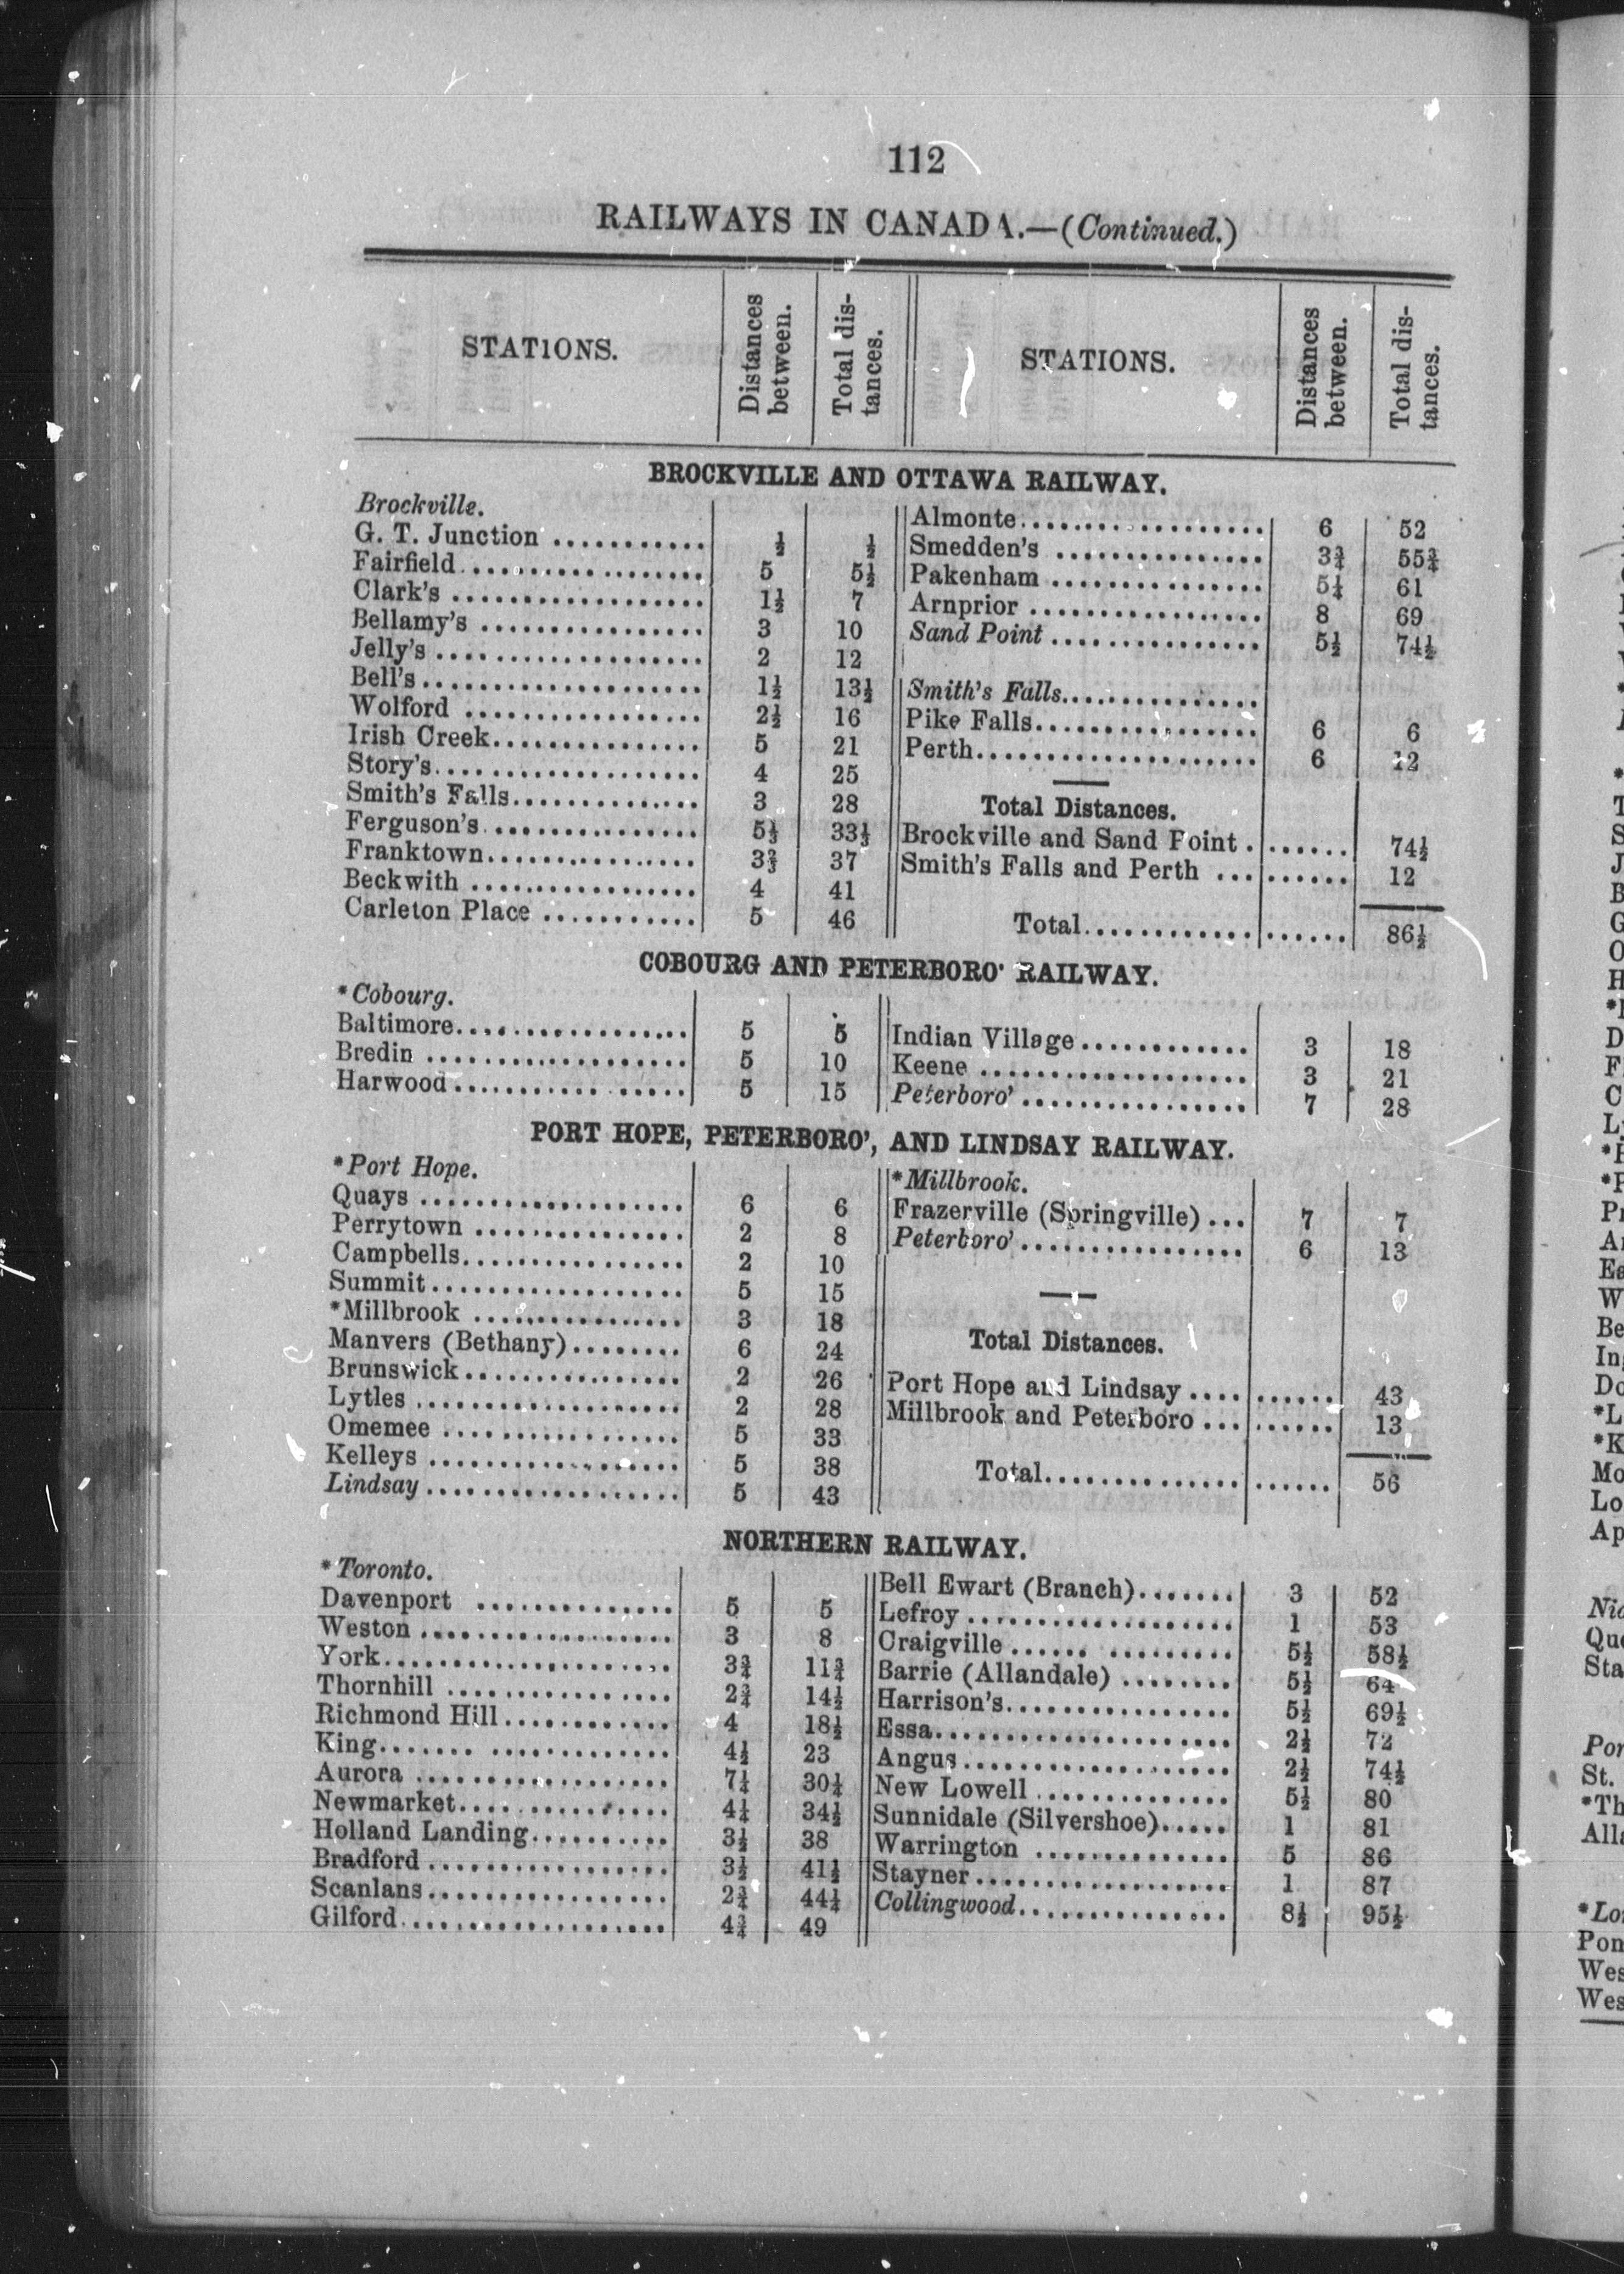 112
RAILWAYS IN CANADA.—(Continued.)
STATIONS. Distances between. Total distances. STATIONS. Distances between. Total distances.
BROCKVILLE AND OTTAWA RAILWAY.
Brockville.
G. T. Junction ........... ½ ½
Fairfield.................. 5 5½
Clark's ................... 1½ 7
Bellamy's ................ 3 10
Jelly's .................... 2 12
Bell's ..................... 1½ 13½
Wolford .................. 2½ 16
Irish Creek................ 5 21
Story's.................... 4 25
Smith's Falls.............. 3 28
Ferguson's................ 5⅓ 33⅓
Franktown................ 3⅔ 37
Beckwith ................. 4 41
Carleton Place ........... 5 46
Almonte.................. 6 52
Smedden's ................ 3¾ 55¾
Pakenham ................ 5¼ 61
Arnprior .................. 8 69
Sand Point ................ 5½ 74½
Smith's Falls...............
Pike Falls................. 6 6
Perth..................... 6 12
Total Distances.
Brockville and Sand Point . ...... 74½
Smith's Falls and Perth ... ...... 12
Total............. ...... 86½
COBOURG AND PETERBORO' RAILWAY.
*Cobourg.
Baltimore.................. 5 5
Bredin .................... 5 10
Harwood.................. 5 15
Indian Village............. 3 18
Keene .................... 3 21
Peterboro' ................. 7 28
PORT HOPE, PETERBORO', AND LINDSAY RAILWAY.
*Port Hope.
Quays .................... 6 6
Perrytown ................ 2 8
Campbells................. 2 10
Summit................... 5 15
*Millbrook ................ 3 18
Manvers (Bethany)........ 6 24
Brunswick................ 2 26
Lytles .................... 2 28
Omemee .................. 5 33
Kelleys ................... 5 38
Lindsay ................... 5 43
*Millbrook.
Frazerville (Springville) ... 7 7
Peterboro' ................. 6 13
Total Distances.
Port Hope and Lindsay .... ...... 43
Millbrook and Peterboro ... ...... 13
Total............... ...... 56
NORTHERN RAILWAY.
*Toronto.
Davenport ............... 5 5
Weston ................... 3 8
York...................... 3¾ 11¾
Thornhill ................. 2¾ 14½
Richmond Hill............. 4 18½
King....... .............. 4½ 23
Aurora ................... 7¼ 30¼
Newmarket................ 4¼ 34½
Holland Landing.......... 3½ 38
Bradford .................. 3½ 41½
Scanlans.................. 2¾ 44¼
Gilford.................... 4¾ 49
Bell Ewart (Branch)....... 3 52
Lefroy .................... 1 53
Craigville ...... ......... 5½ 58½
Barrie (Allandale) ........ 5½ 64
Harrison's................. 5½ 69½
Essa...................... 2½ 72
Angus .................... 2½ 74½
New Lowell ............... 5½ 80
Sunnidale (Silvershoe)..... 1 81
Warrington ............... 5 86
Stayner................... 1 87
Collingwood................ 8½ 95½